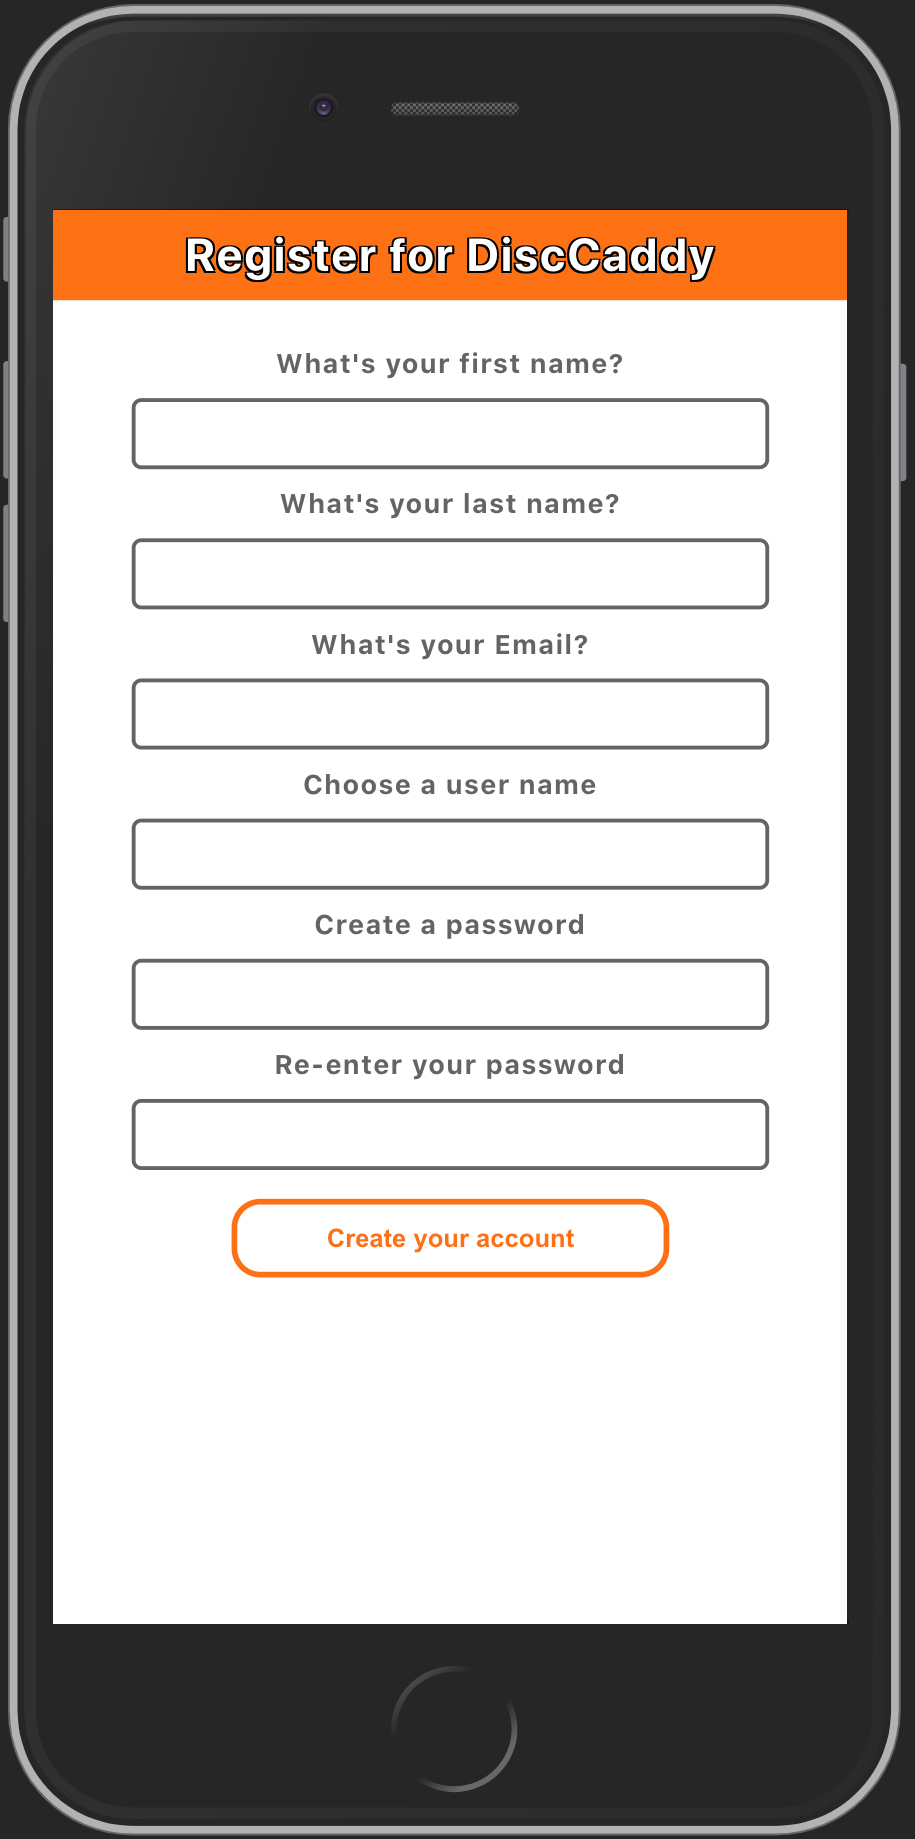 Register for DiscCaddy
What's your first name?
What's your last name?
What's your Email?
Choose a user name
Create a password
Re-enter your password
Create your account